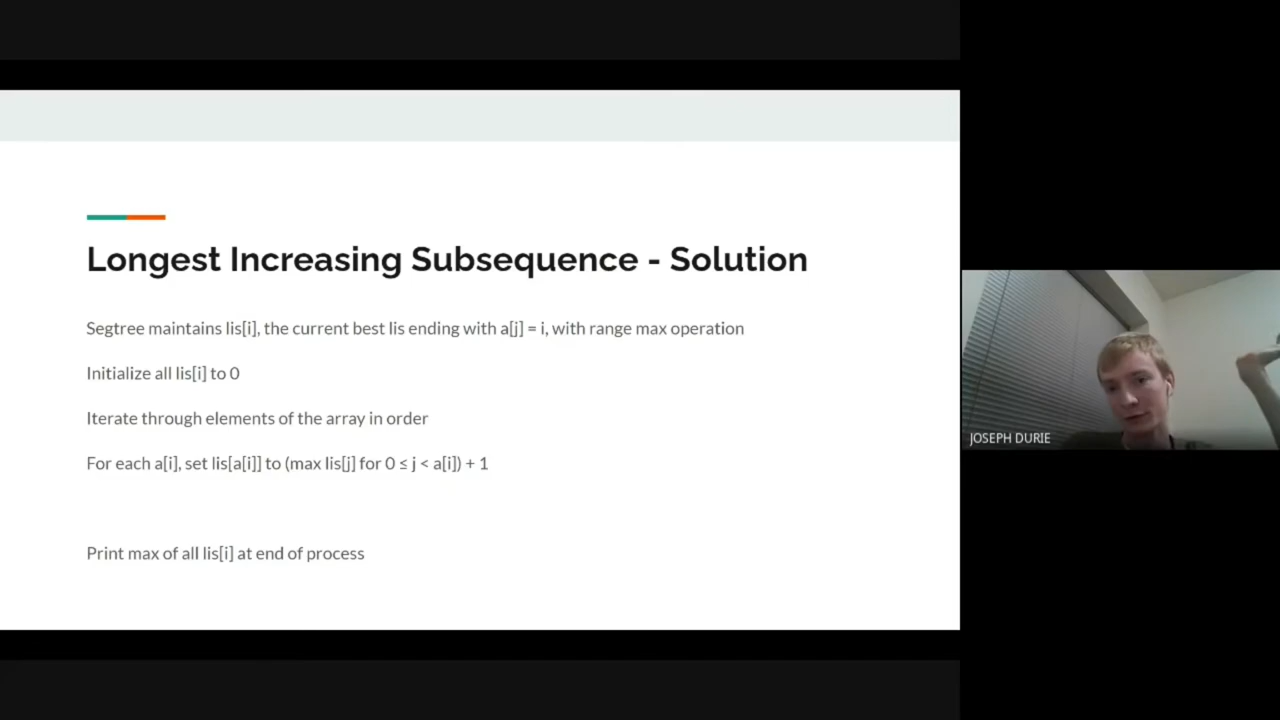 Longest Increasing Subsequence - Solution
Segtree maintains lis[i], the current best lis ending with a[j] = i, with range max operation
Initialize all lis[i] to 0
Iterate through elements of the array in order
For each a[i], set lis[a[i]] to (max lis[j] for 0 ≤ j < a[i]) + 1
Print max of all lis[i] at end of process
JOSEPH DURIE